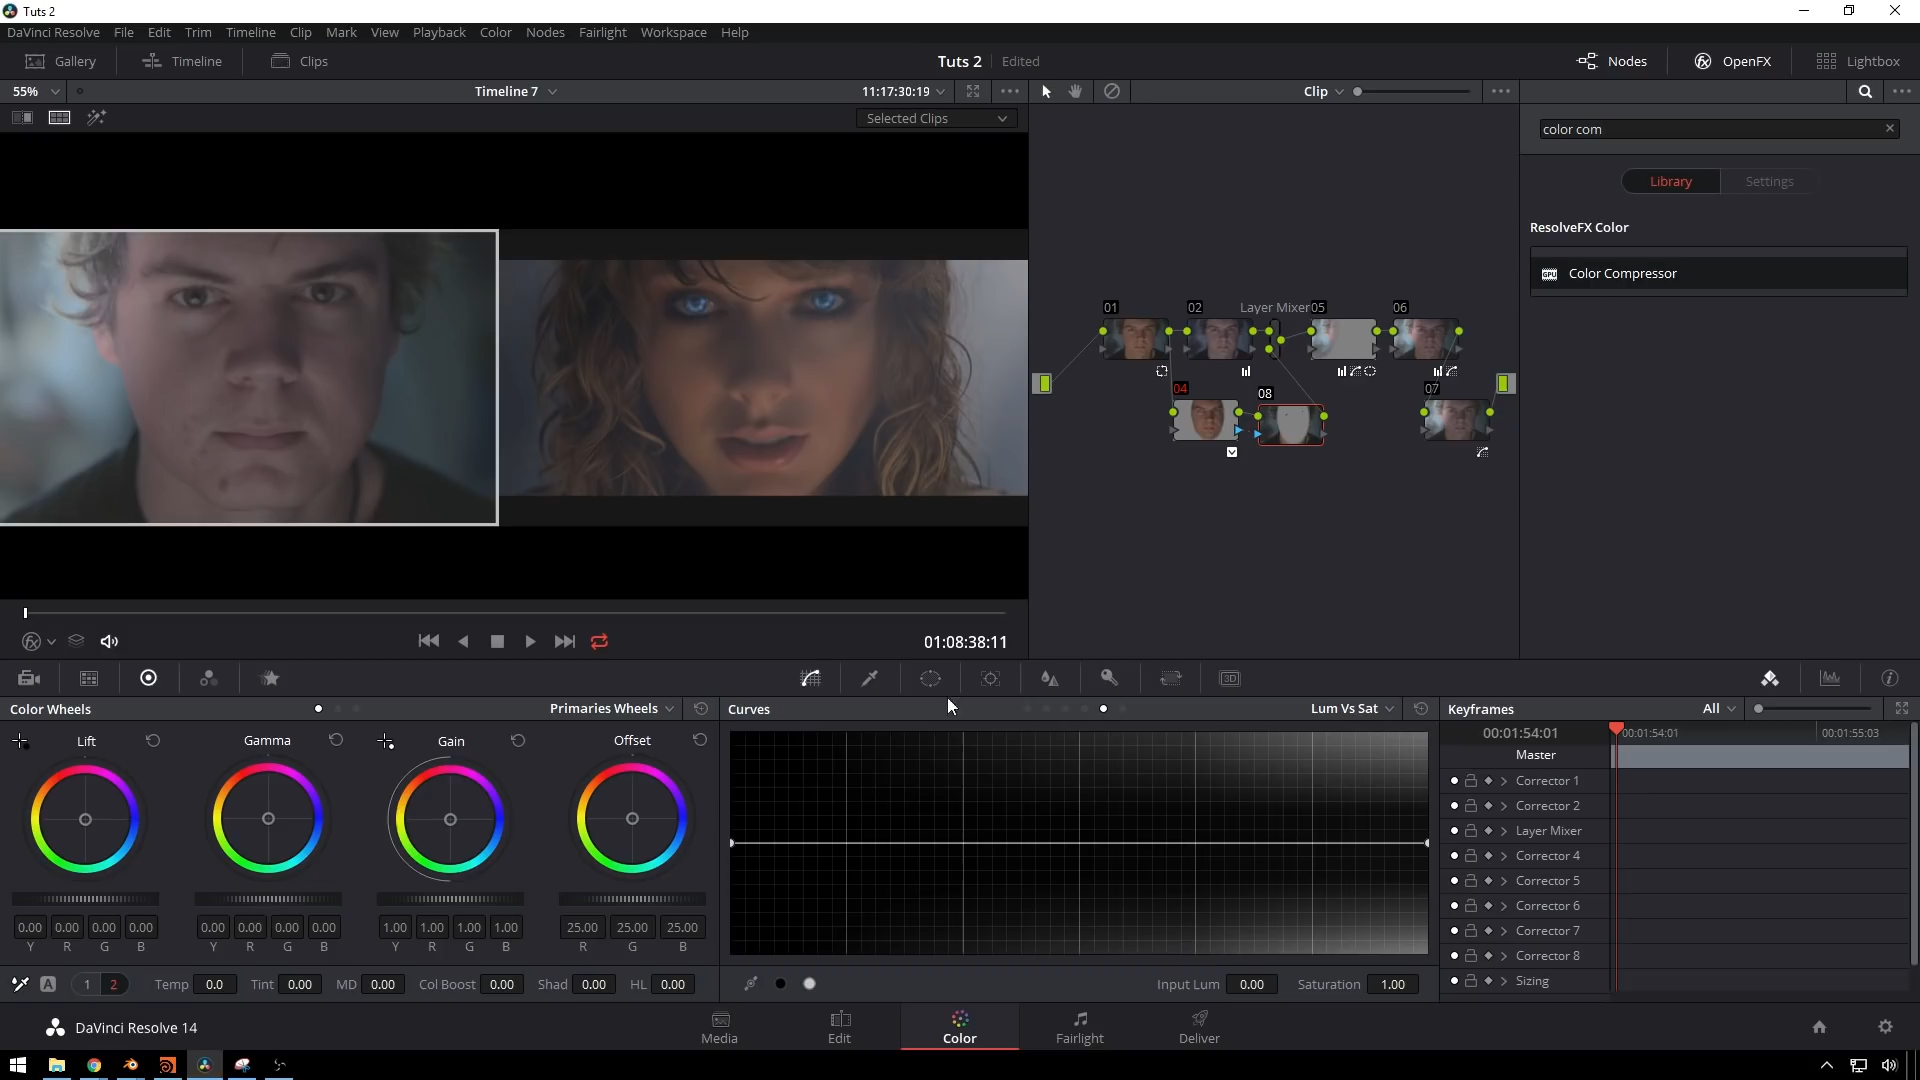 Tuts 2
DaVinci Resolve File Edit Trim Timeline Clip Mark View Playback Color Nodes Fairlight Workspace Help
Gallery Timeline Clips Tuts 2 Edited Nodes OpenFX Lightbox
55% Timeline 7 11:17:30:19 Clip
Selected Clips
color com
Library Settings
ResolveFX Color
GPU Color Compressor
01 02 Layer Mixer 05 06
04 08 07
01:08:38:11
3D
Color Wheels Primaries Wheels Curves Lum Vs Sat Keyframes All
Lift Gamma Gain Offset
00:01:54:01 00:01:54:01 00:01:55:03
Master
Corrector 1
Corrector 2
Layer Mixer
Corrector 4
Corrector 5
Corrector 6
Corrector 7
Corrector 8
Sizing
0.00 0.00 0.00 0.00 0.00 0.00 0.00 0.00 1.00 1.00 1.00 1.00 25.00 25.00 25.00
Y R G B Y R G B Y R G B R G B
A 1 2 Temp 0.0 Tint 0.00 MD 0.00 Col Boost 0.00 Shad 0.00 HL 0.00
Input Lum 0.00 Saturation 1.00
DaVinci Resolve 14
Media Edit Color Fairlight Deliver